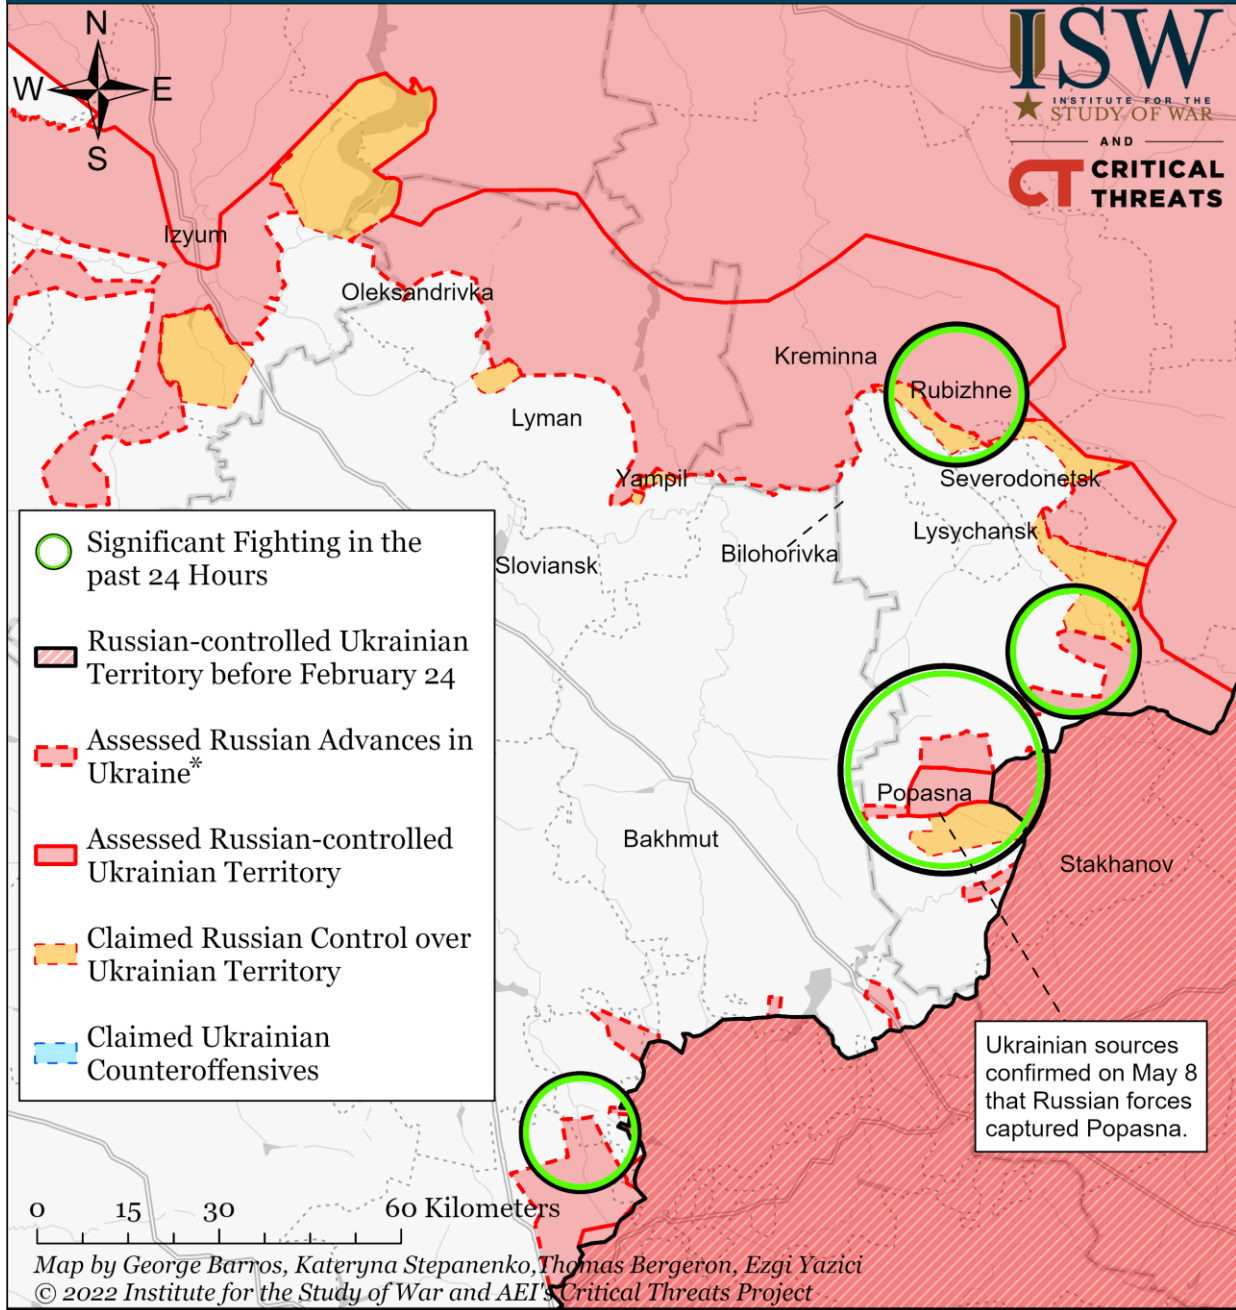 N
W
E
S
ISW
INSTITUTE FOR THE
STUDY OF WAR
AND
CT CRITICAL
THREATS
Izyum
Oleksandrivka
Kreminna
Rubizhne
Lyman
Yampil
Severodonetsk
Lysychansk
Bilohorivka
Sloviansk
Popasna
Bakhmut
Stakhanov
Significant Fighting in the
past 24 Hours
Russian-controlled Ukrainian
Territory before February 24
Assessed Russian Advances in
Ukraine*
Assessed Russian-controlled
Ukrainian Territory
Claimed Russian Control over
Ukrainian Territory
Claimed Ukrainian
Counteroffensives
Ukrainian sources
confirmed on May 8
that Russian forces
captured Popasna.
0 15 30 60 Kilometers
Map by George Barros, Kateryna Stepanenko,Thomas Bergeron, Ezgi Yazici
© 2022 Institute for the Study of War and AEI's Critical Threats Project